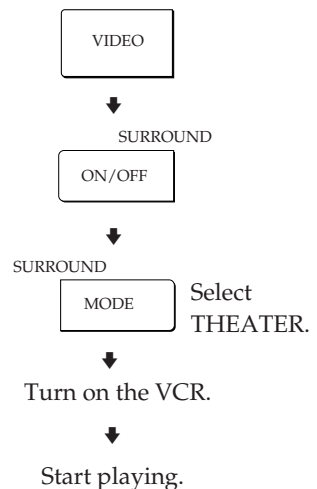 VIDEO
SURROUND
ON/OFF
SURROUND
MODE
Select
THEATER.
Turn on the VCR.
Start playing.